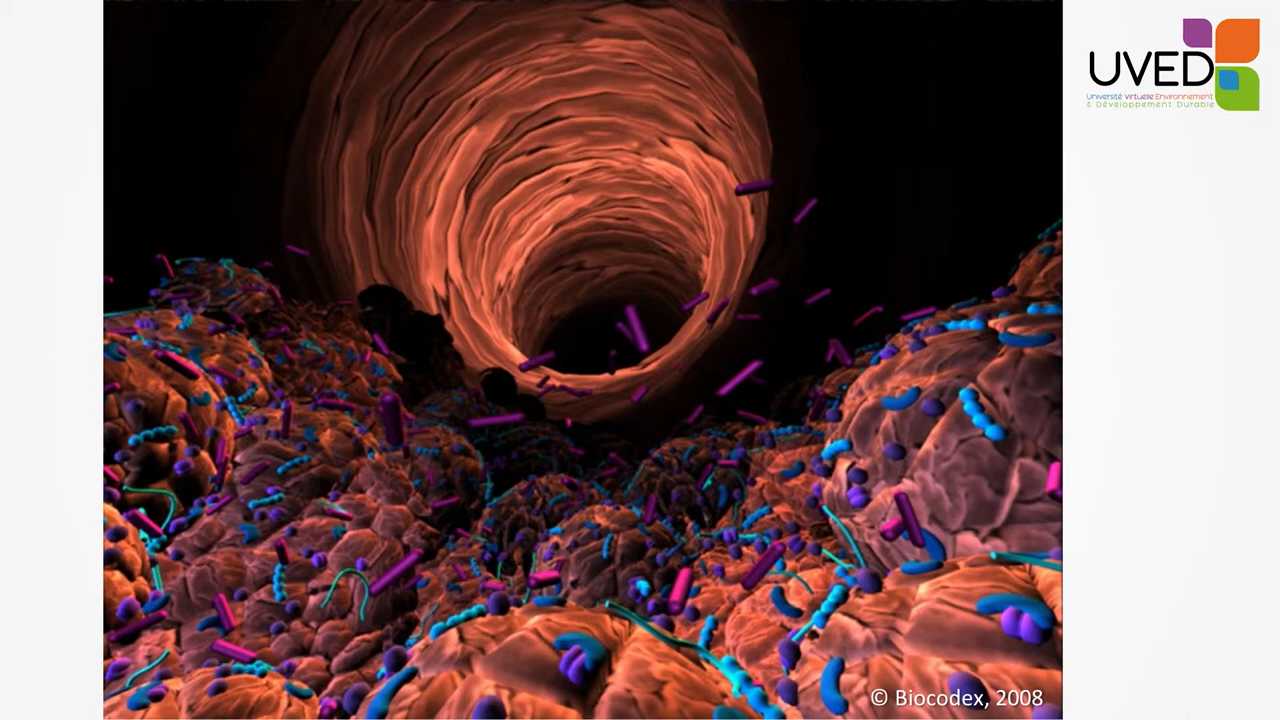 UVED
Université Virtuelle Environnement
& Développement Durable
© Biocodex, 2008